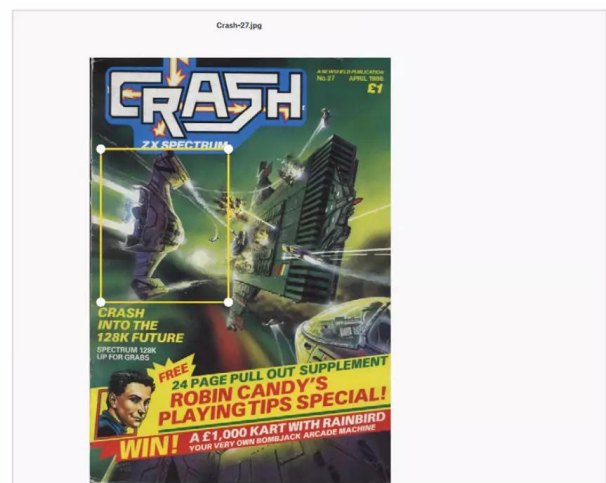 Crash-27.jpg
A NEWSFIELD PUBLICATION
No.27 APRIL 1986
£1
CRASH
ZX SPECTRUM
CRASH
INTO THE
128K FUTURE
SPECTRUM 128K
UP FOR GRABS
FREE
24 PAGE PULL OUT SUPPLEMENT
ROBIN CANDY'S
PLAYING TIPS SPECIAL!
WIN!
A £1,000 KART WITH RAINBIRD
YOUR VERY OWN BOMBJACK ARCADE MACHINE